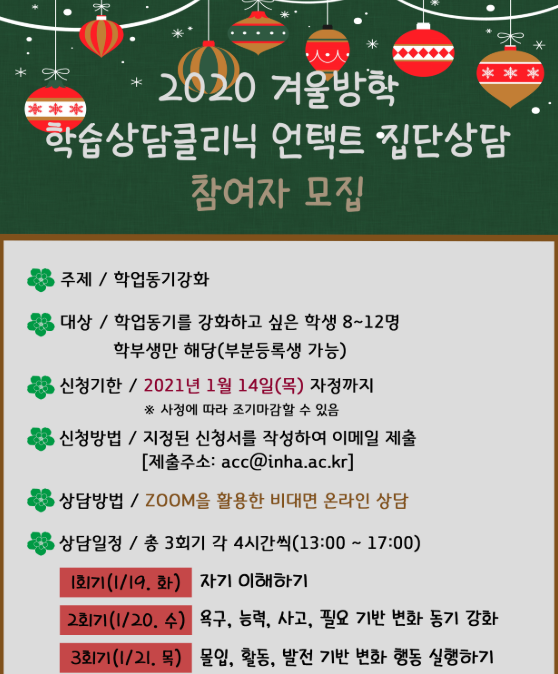 2020 겨울방학
학습상담클리닉 언택트 집단상담
참여자 모집
주제 / 학업동기강화
대상 / 학업동기를 강화하고 싶은 학생 8~12명
학부생만 해당(부분등록생 가능)
신청기한 / 2021년 1월 14일(목) 자정까지
※ 사정에 따라 조기마감할 수 있음
신청방법 / 지정된 신청서를 작성하여 이메일 제출
[제출주소: acc@inha.ac.kr]
상담방법 / ZOOM을 활용한 비대면 온라인 상담
상담일정 / 총 3회기 각 4시간씩(13:00 ~ 17:00)
1회기(1/19. 화) 자기 이해하기
2회기(1/20. 수) 욕구, 능력, 사고, 필요 기반 변화 동기 강화
3회기(1/21. 목) 몰입, 활동, 발전 기반 변화 행동 실행하기